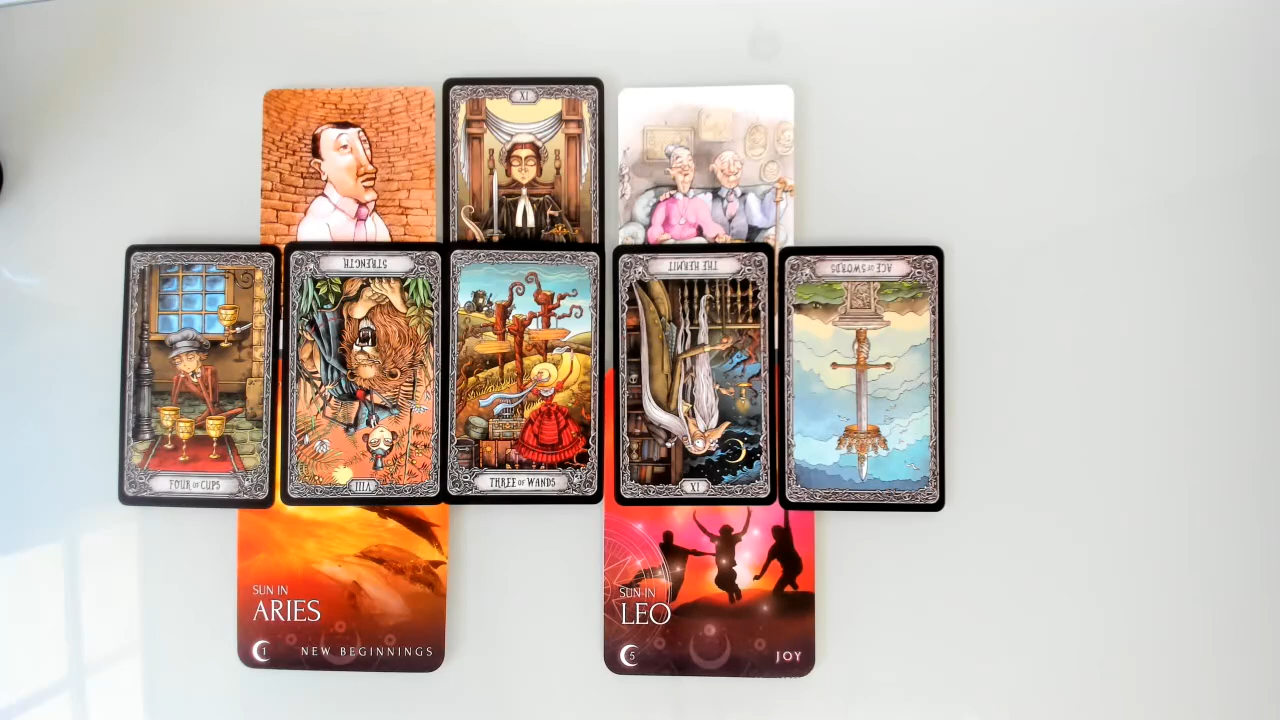 XI
STRENGTH
THE HERMIT
ACE OF SWORDS
FOUR OF CUPS
VIII
THREE OF WANDS
IX
SUN IN
ARIES
1 NEW BEGINNINGS
SUN IN
LEO
5 JOY